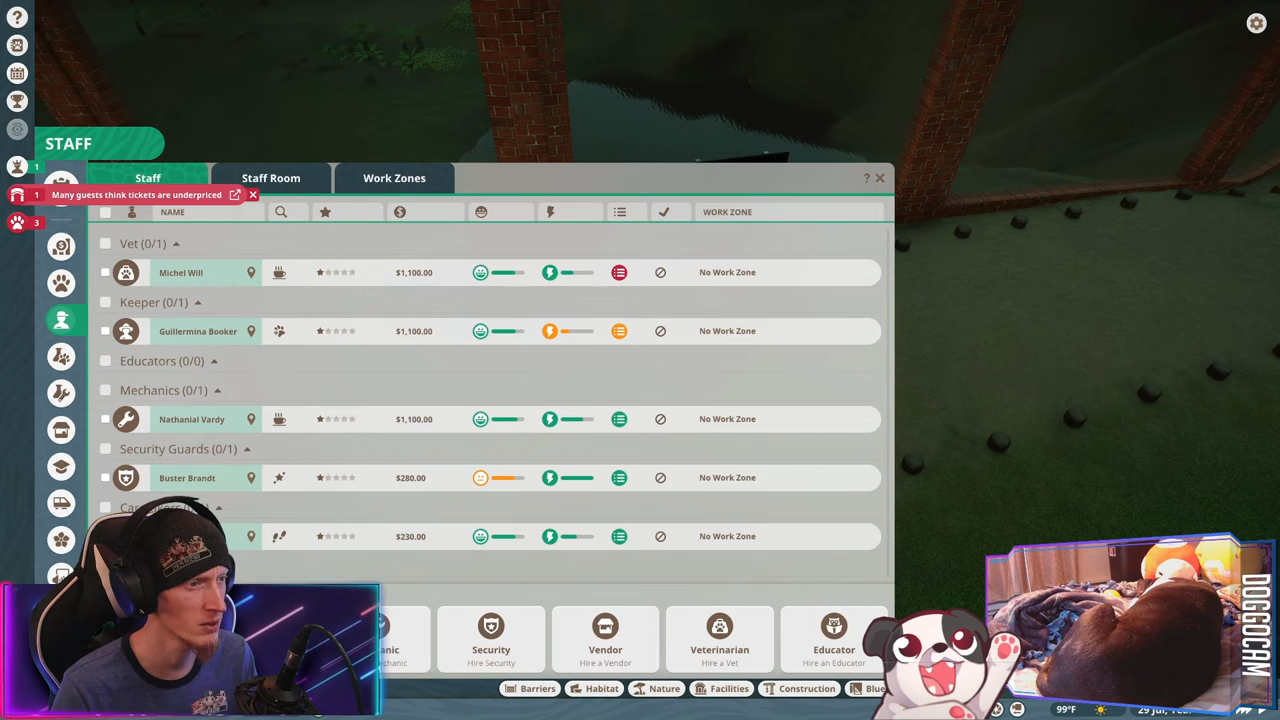 ?
STAFF
Staff
Staff Room
Work Zones
?
1
1 Many guests think tickets are underpriced
3
NAME
WORK ZONE
Vet (0/1)
Michel Will $1,100.00 No Work Zone
Keeper (0/1)
Guillermina Booker $1,100.00 No Work Zone
Educators (0/0)
Mechanics (0/1)
Nathanial Vardy $1,100.00 No Work Zone
Security Guards (0/1)
Buster Brandt $280.00 No Work Zone
$230.00 No Work Zone
Security
Hire Security
Vendor
Hire a Vendor
Veterinarian
Hire a Vet
Educator
Hire an Educator
Barriers
Habitat
Nature
Facilities
Construction
Blue
99°F
29 Jul,
DOGGOCAM